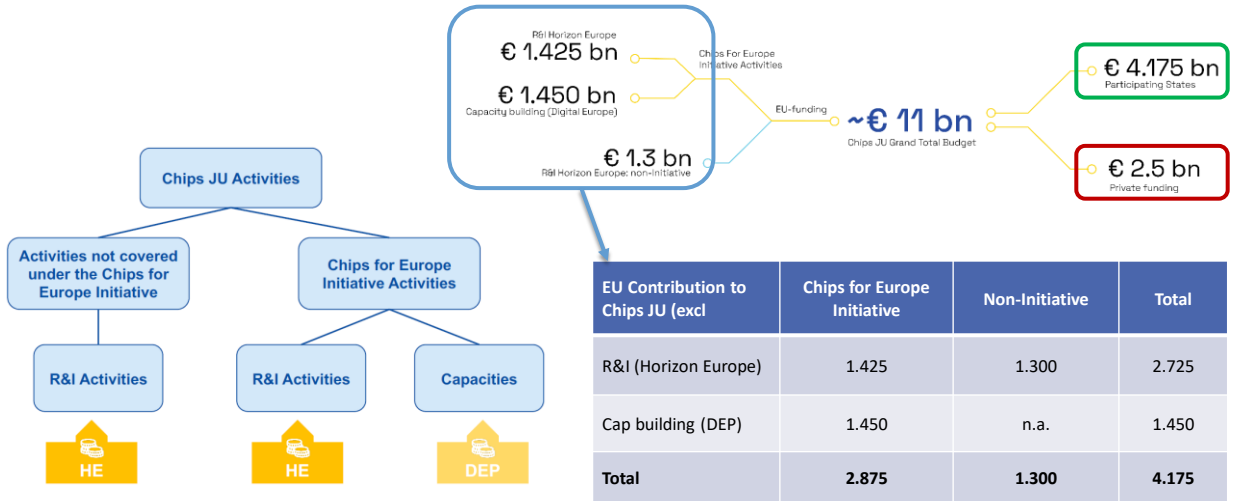 R&I Horizon Europe
€ 1.425 bn
€ 1.450 bn
Capacity building (Digital Europe)
€ 1.3 bn
R&I Horizon Europe: non-initiative
Chips For Europe
Initiative Activities
EU-funding
~€ 11 bn
Chips JU Grand Total Budget
€ 4.175 bn
Participating States
€ 2.5 bn
Private funding
Chips JU Activities
Activities not covered
under the Chips for
Europe Initiative
Chips for Europe
Initiative Activities
R&I Activities
R&I Activities
Capacities
HE
HE
DEP
EU Contribution to
Chips JU (excl
Chips for Europe
Initiative
Non-Initiative
Total
R&I (Horizon Europe)
1.425
1.300
2.725
Cap building (DEP)
1.450
n.a.
1.450
Total
2.875
1.300
4.175